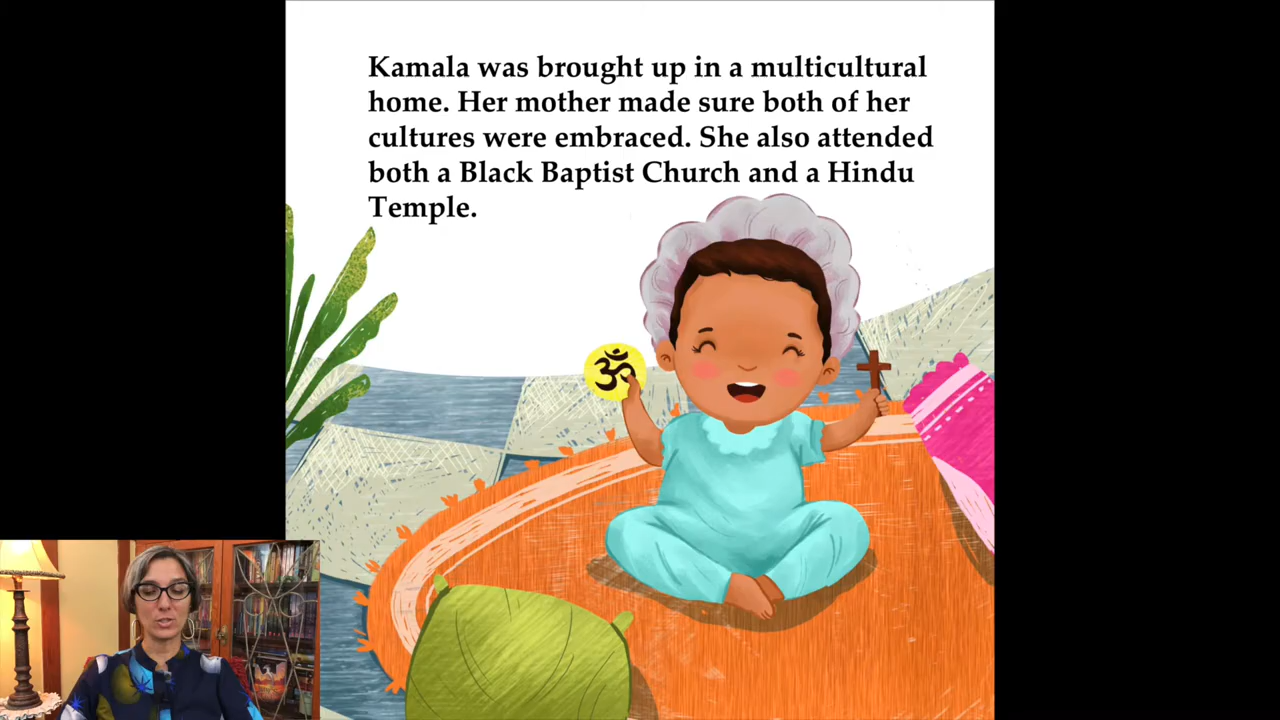 Kamala was brought up in a multicultural
home. Her mother made sure both of her
cultures were embraced. She also attended
both a Black Baptist Church and a Hindu
Temple.
ॐ